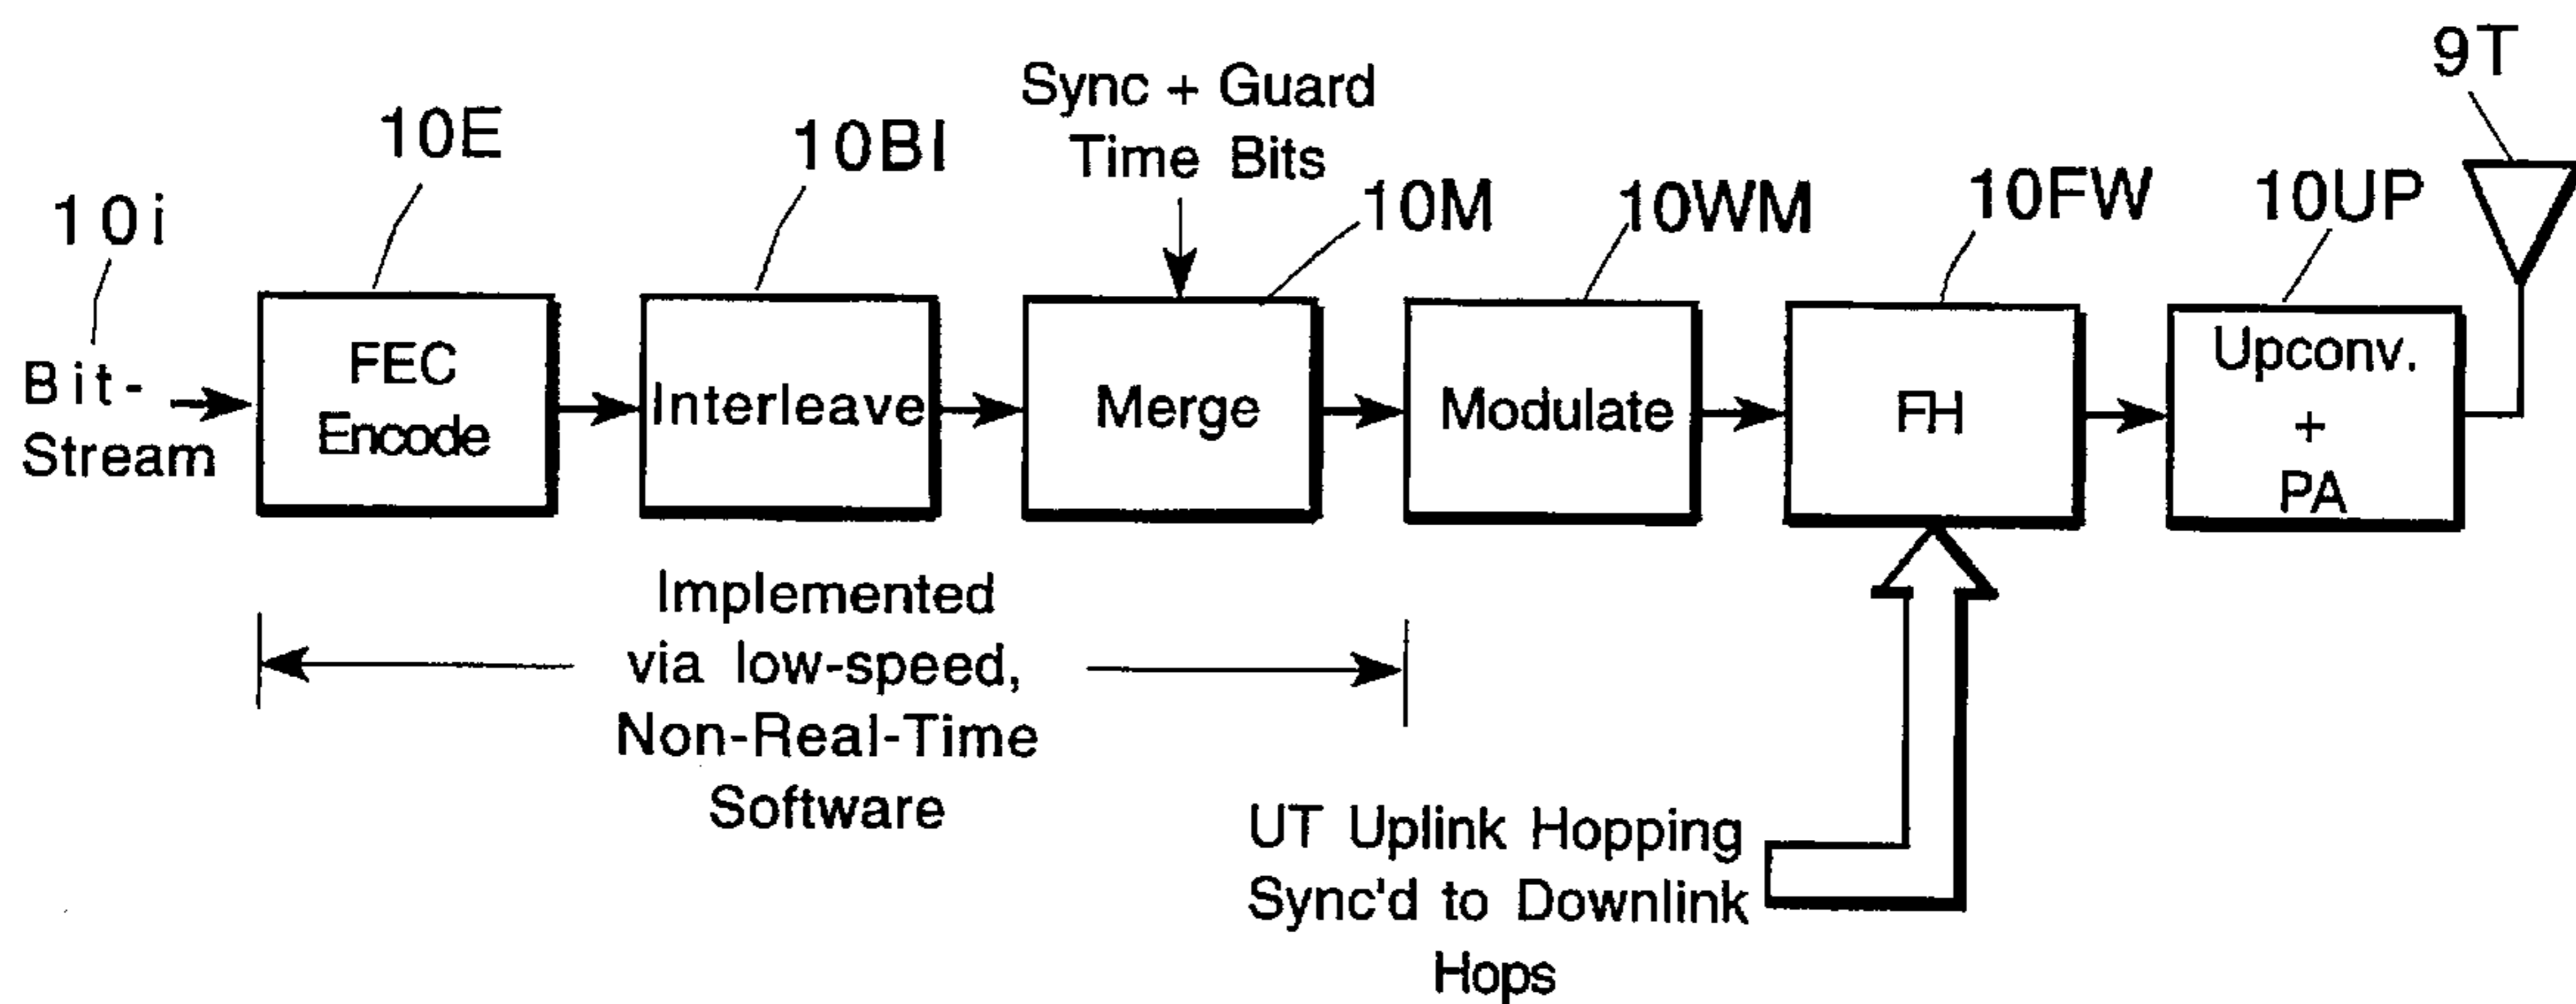 9T
Sync + Guard
Time Bits
10E
10BI
10M
10WM
10FW
10UP
10i
Bit-
Stream
FEC
Encode
Interleave
Merge
Modulate
FH
Upconv.
+
PA
Implemented
via low-speed,
Non-Real-Time
Software
UT Uplink Hopping
Sync'd to Downlink
Hops